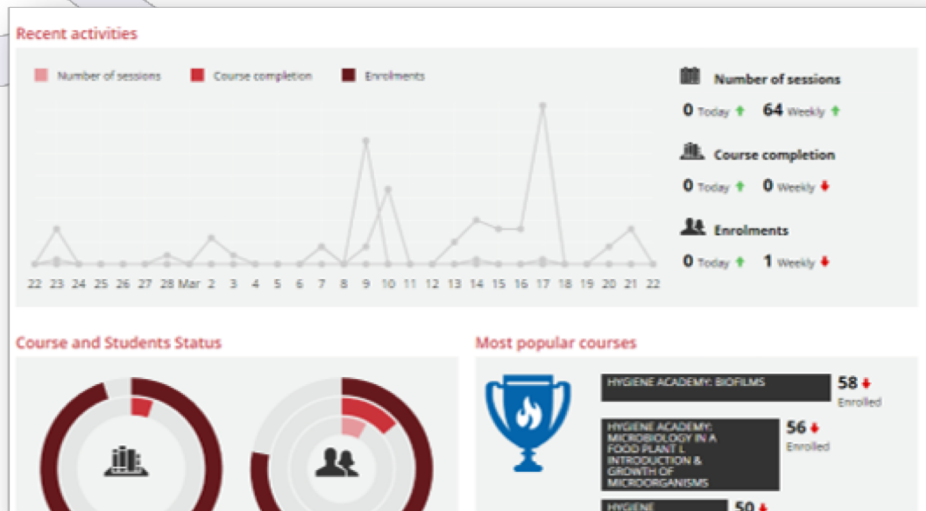 Recent activities
Number of sessions Course completion Enrolments
Number of sessions
0 Today 64 Weekly
Course completion
0 Today 0 Weekly
Enrolments
0 Today 1 Weekly
22 23 24 25 26 27 28 Mar 2 3 4 5 6 7 8 9 10 11 12 13 14 15 16 17 18 19 20 21 22
Course and Students Status
Most popular courses
HYGIENE ACADEMY: BIOFILMS
58
Enrolled
HYGIENE ACADEMY:
MICROBIOLOGY IN A
FOOD PLANT I.
INTRODUCTION &
GROWTH OF
MICROORGANISMS
56
Enrolled
HYGIENE
50